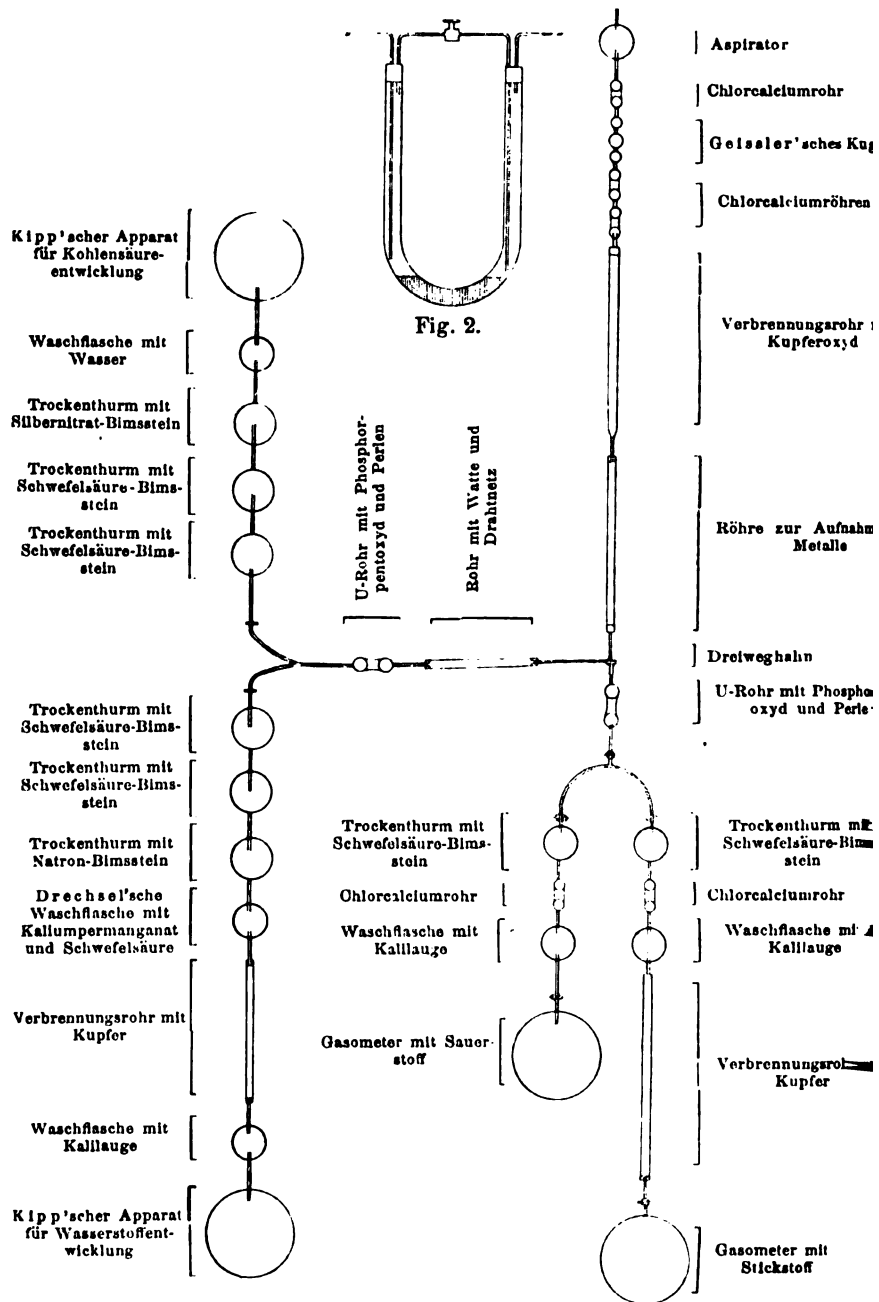 Kipp'scher Apparat
für Kohlensäure-
entwicklung
Waschflasche mit
Wasser
Trockenthurm mit
Silbernitrat-Bimsstein
Trockenthurm mit
Schwefelsäure-Bims-
stein
Trockenthurm mit
Schwefelsäure-Bims-
stein
Trockenthurm mit
Schwefelsäure-Bims-
stein
Trockenthurm mit
Schwefelsäure-Bims-
stein
Trockenthurm mit
Natron-Bimsstein
Drechsel'sche
Waschflasche mit
Kaliumpermanganat
und Schwefelsäure
Verbrennungsrohr mit
Kupfer
Waschflasche mit
Kalilauge
Kipp'scher Apparat
für Wasserstoffent-
wicklung
Fig. 2.
U-Rohr mit Phosphor-
pentoxyd und Perlen
Rohr mit Watte und
Drahtnetz
Trockenthurm mit
Schwefelsäure-Bims-
stein
Chlorcalciumrohr
Waschflasche mit
Kalilauge
Gasometer mit Sauer-
stoff
Aspirator
Chlorcalciumrohr
Geissler'sches Kug
Chlorcalciumröhren
Verbrennungsrohr
Kupferoxyd
Röhre zur Aufnahm
Metalle
Dreiweghahn
U-Rohr mit Phospho
oxyd und Perle
Trockenthurm mit
Schwefelsäure-Bims
stein
Chlorcalciumrohr
Waschflasche mit
Kalilauge
Verbrennungsroh
Kupfer
Gasometer mit
Stickstoff